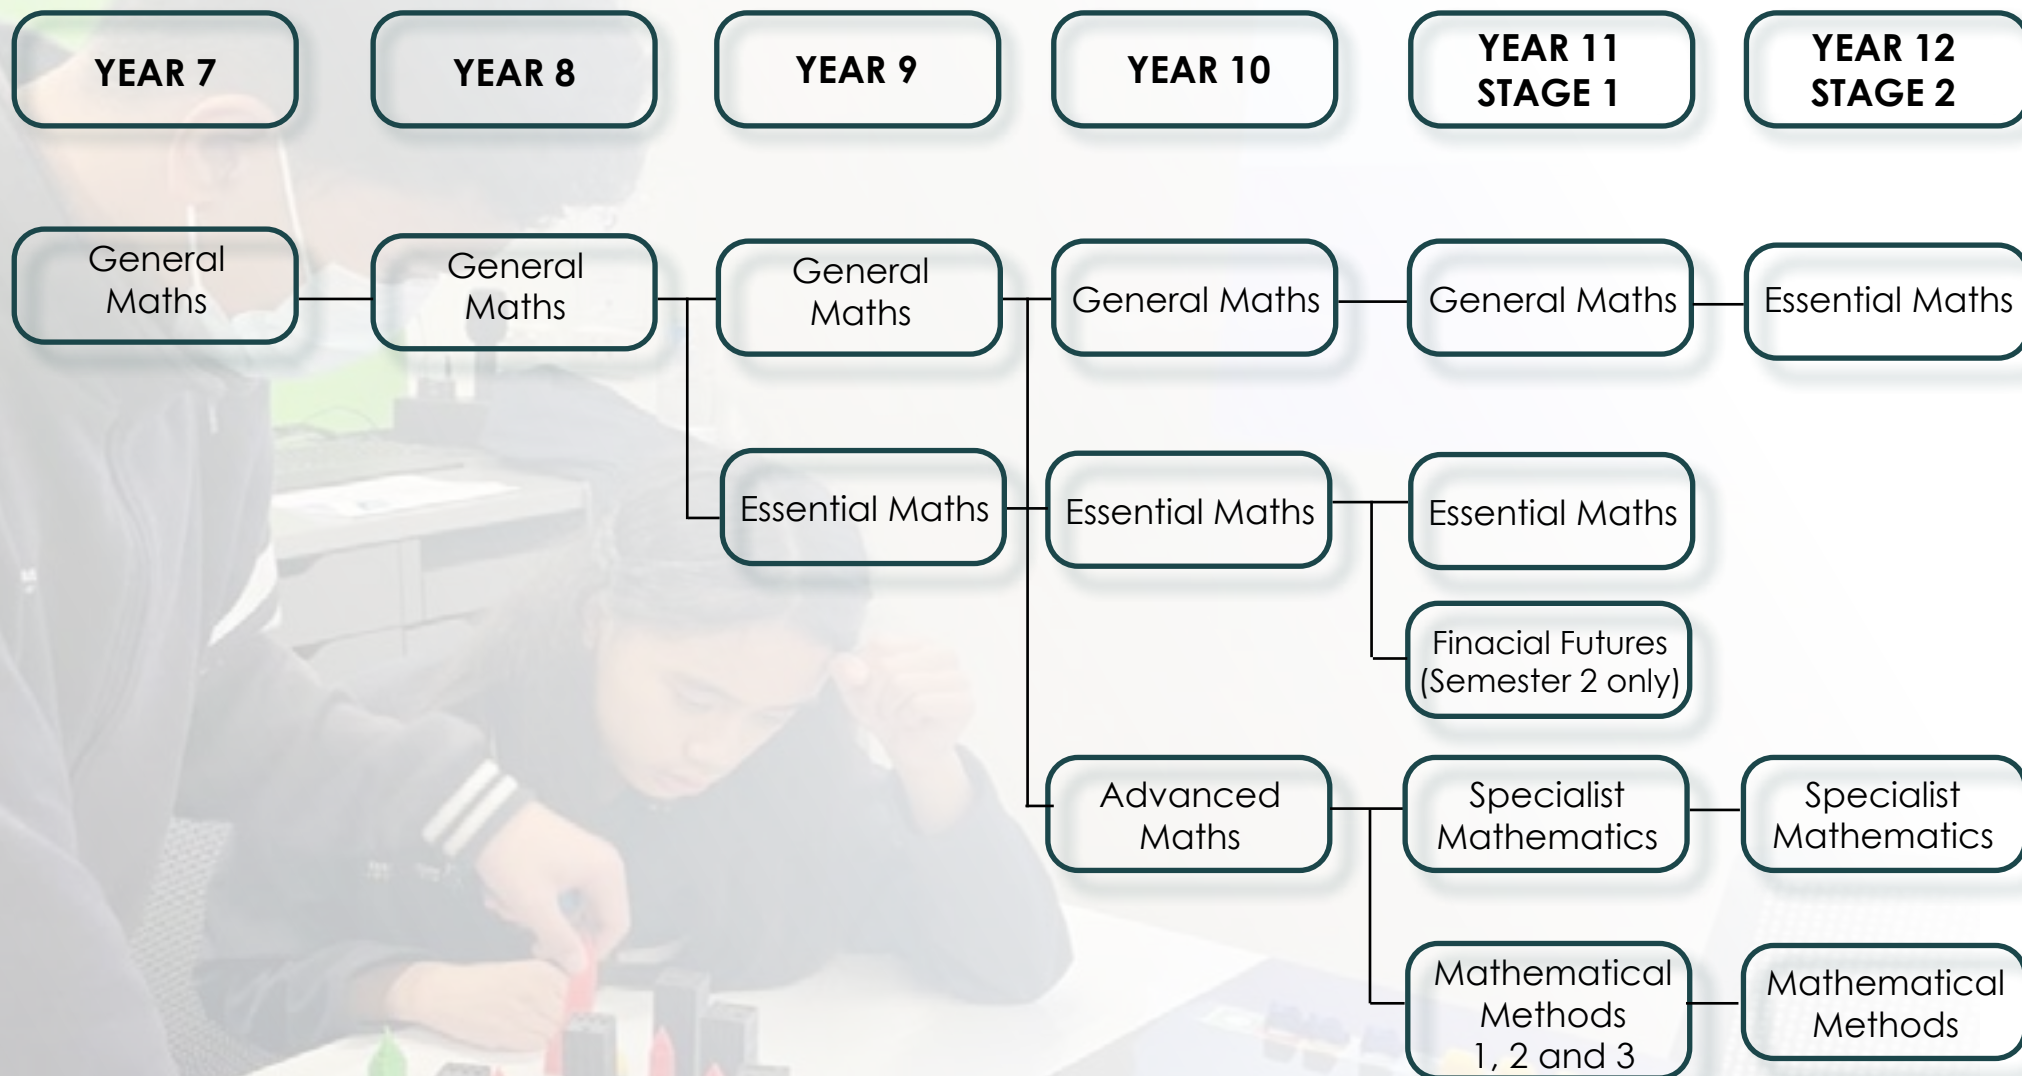 YEAR 7
YEAR 8
YEAR 9
YEAR 10
YEAR 11
STAGE 1
YEAR 12
STAGE 2
General
Maths
General
Maths
General
Maths
General Maths
General Maths
Essential Maths
Essential Maths
Essential Maths
Essential Maths
Finacial Futures
(Semester 2 only)
Advanced
Maths
Specialist
Mathematics
Specialist
Mathematics
Mathematical
Methods
1, 2 and 3
Mathematical
Methods